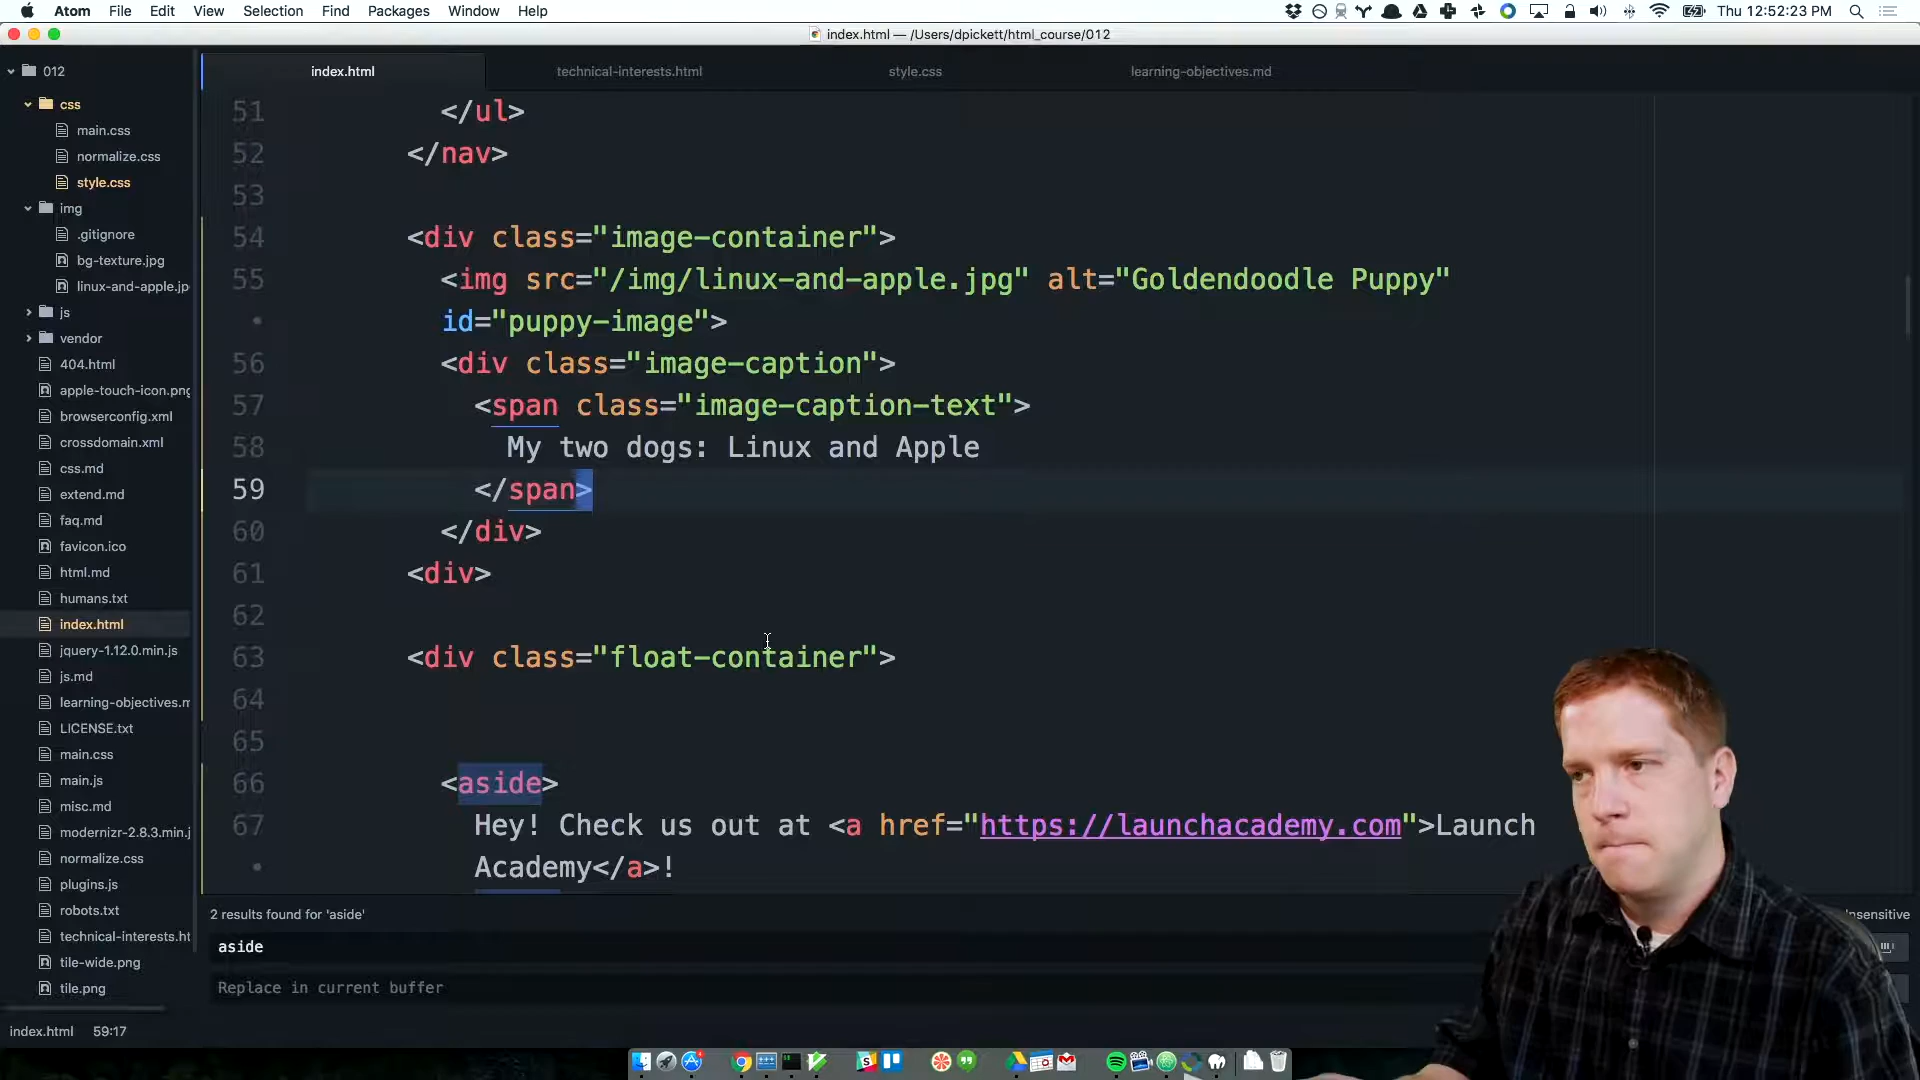 Atom File Edit View Selection Find Packages Window Help Thu 12:52:23 PM
index.html — /Users/dpickett/html_course/012
012
css
main.css
normalize.css
style.css
img
.gitignore
bg-texture.jpg
linux-and-apple.jp
js
vendor
404.html
apple-touch-icon.png
browserconfig.xml
crossdomain.xml
css.md
extend.md
faq.md
favicon.ico
html.md
humans.txt
index.html
jquery-1.12.0.min.js
js.md
learning-objectives.m
LICENSE.txt
main.css
main.js
misc.md
modernizr-2.8.3.min.j
normalize.css
plugins.js
robots.txt
technical-interests.ht
tile-wide.png
tile.png
index.html technical-interests.html style.css learning-objectives.md
51 </ul>
52 </nav>
53
54 <div class="image-container">
55 <img src="/img/linux-and-apple.jpg" alt="Goldendoodle Puppy"
• id="puppy-image">
56 <div class="image-caption">
57 <span class="image-caption-text">
58 My two dogs: Linux and Apple
59 </span>
60 </div>
61 <div>
62
63 <div class="float-container">
64
65
66 <aside>
67 Hey! Check us out at <a href="https://launchacademy.com">Launch
• Academy</a>!
2 results found for 'aside'
nsensitive
aside
Replace in current buffer
index.html 59:17